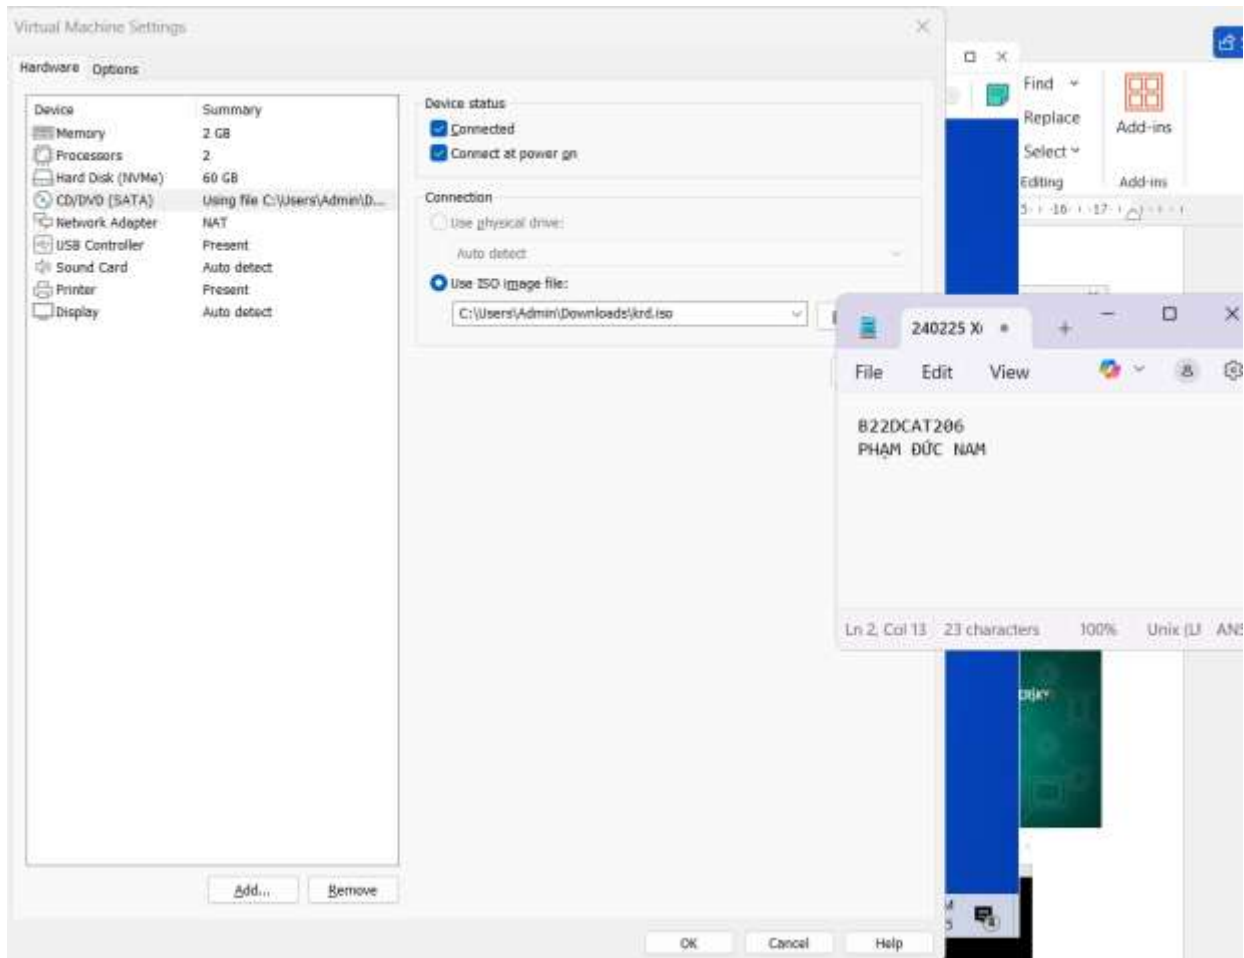 Virtual Machine Settings
Hardware Options
Device Summary
Memory 2 GB
Processors 2
Hard Disk (NVMe) 60 GB
CD/DVD (SATA) Using file C:\Users\Admin\D...
Network Adapter NAT
USB Controller Present
Sound Card Auto detect
Printer Present
Display Auto detect
Add... Remove
Device status
Connected
Connect at power on
Connection
Use physical drive:
Auto detect
Use ISO image file:
C:\Users\Admin\Downloads\krd.iso
OK Cancel Help
Find
Replace
Select
Editing
Add-ins
Add-ins
16 17
240225
File Edit View
B22DCAT206
PHẠM ĐỨC NAM
Ln 2, Col 13 23 characters 100% Unix